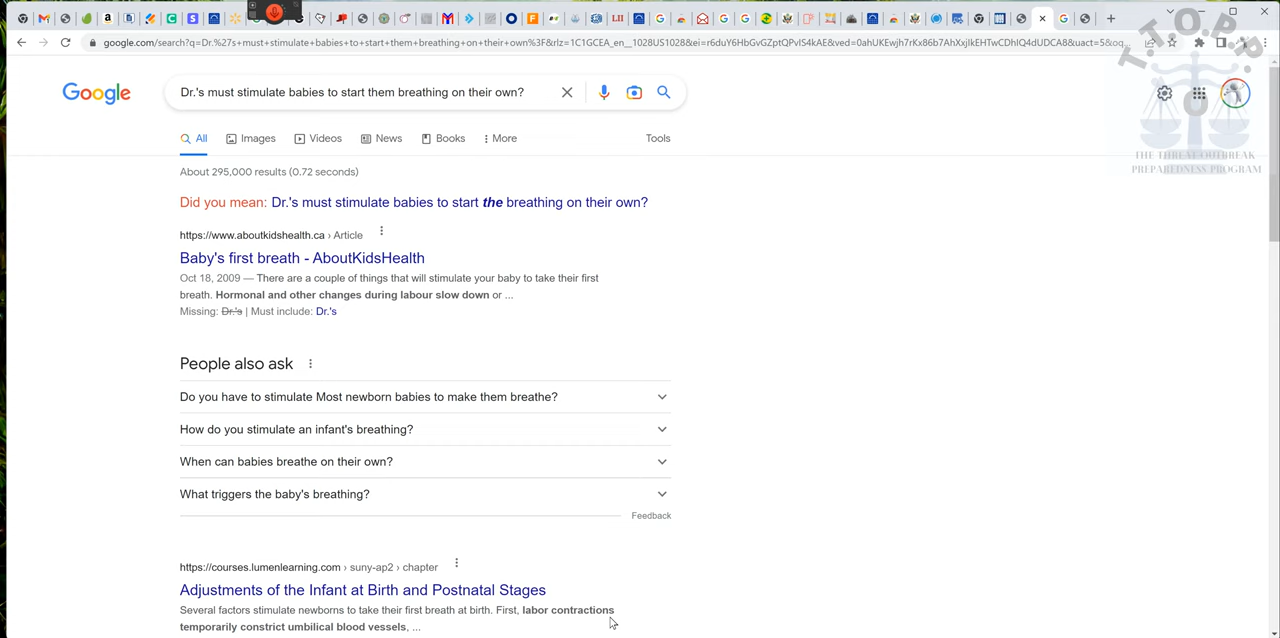 google.com/search?q=Dr.%27s+must+stimulate+babies+to+start+them+breathing+on+their+own%3F&rlz=1C1GCEA_en__1028US1028&ei=r6duY6HbGvGZptQPvIS4kAE&ved=0ahUKEwjh7rKx86b7AhXxjIkEHTwCDhIQ4dUDCA8&uact=5&oq...
T.T.O.P.P.O
Google
Dr.'s must stimulate babies to start them breathing on their own?
All Images Videos News Books More Tools
THE THREAT OUTBREAK
PREPAREDNESS PROGRAM
About 295,000 results (0.72 seconds)
Did you mean: Dr.'s must stimulate babies to start the breathing on their own?
https://www.aboutkidshealth.ca › Article
Baby's first breath - AboutKidsHealth
Oct 18, 2009 — There are a couple of things that will stimulate your baby to take their first
breath. Hormonal and other changes during labour slow down or ...
Missing: Dr.'s | Must include: Dr.'s
People also ask
Do you have to stimulate Most newborn babies to make them breathe?
How do you stimulate an infant's breathing?
When can babies breathe on their own?
What triggers the baby's breathing?
Feedback
https://courses.lumenlearning.com › suny-ap2 › chapter
Adjustments of the Infant at Birth and Postnatal Stages
Several factors stimulate newborns to take their first breath at birth. First, labor contractions
temporarily constrict umbilical blood vessels, ...